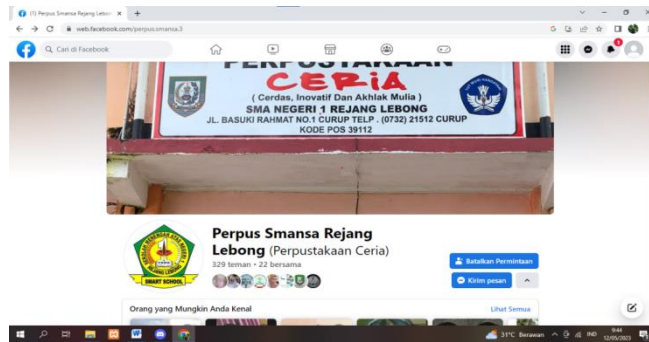 (1) Perpus Smansa Rejang Lebon
web.facebook.com/perpus.smansa.3
Cari di Facebook
PERPUSTAKAAN
CERiA
( Cerdas, Inovatif Dan Akhlak Mulia )
SMA NEGERI 1 REJANG LEBONG
JL. BASUKI RAHMAT NO.1 CURUP TELP . (0732) 21512 CURUP
KODE POS 39112
SMART SCHOOL
Perpus Smansa Rejang
Lebong (Perpustakaan Ceria)
329 teman • 22 bersama
Batalkan Permintaan
Kirim pesan
Orang yang Mungkin Anda Kenal
Lihat Semua
31°C Berawan
IND
9:44
12/05/2023